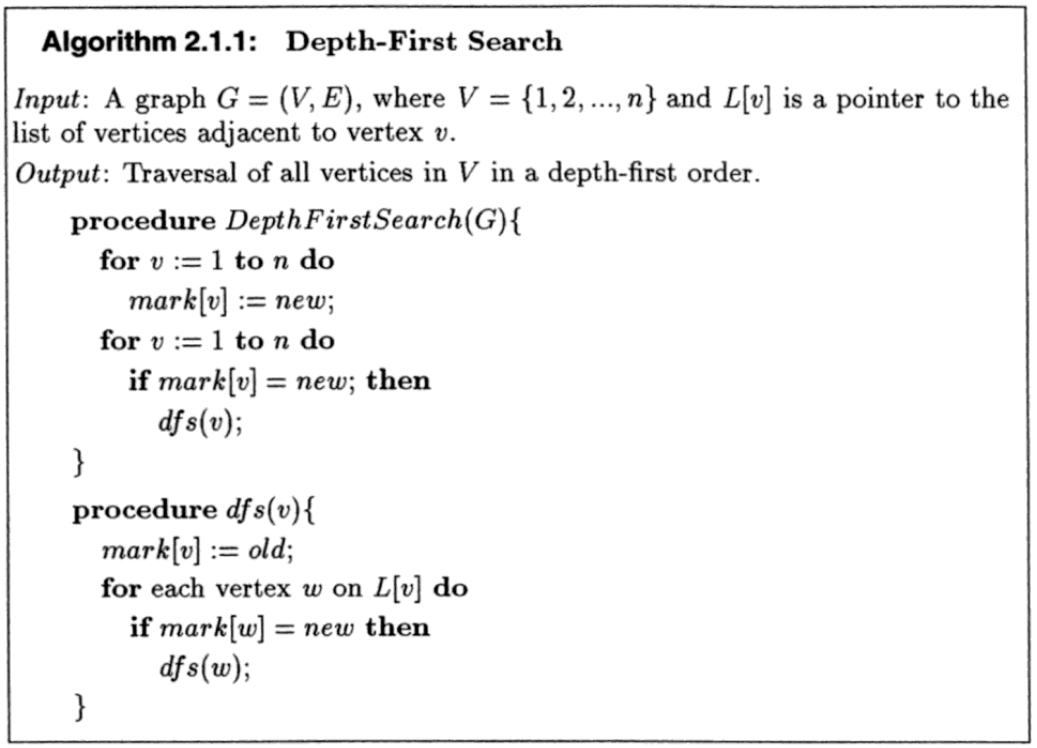 Algorithm 2.1.1: Depth-First Search
Input: A graph G = (V, E), where V = {1, 2, ..., n} and L[v] is a pointer to the
list of vertices adjacent to vertex v.
Output: Traversal of all vertices in V in a depth-first order.
procedure DepthFirstSearch(G){
for v := 1 to n do
mark[v] := new;
for v := 1 to n do
if mark[v] = new; then
dfs(v);
}
procedure dfs(v){
mark[v] := old;
for each vertex w on L[v] do
if mark[w] = new then
dfs(w);
}